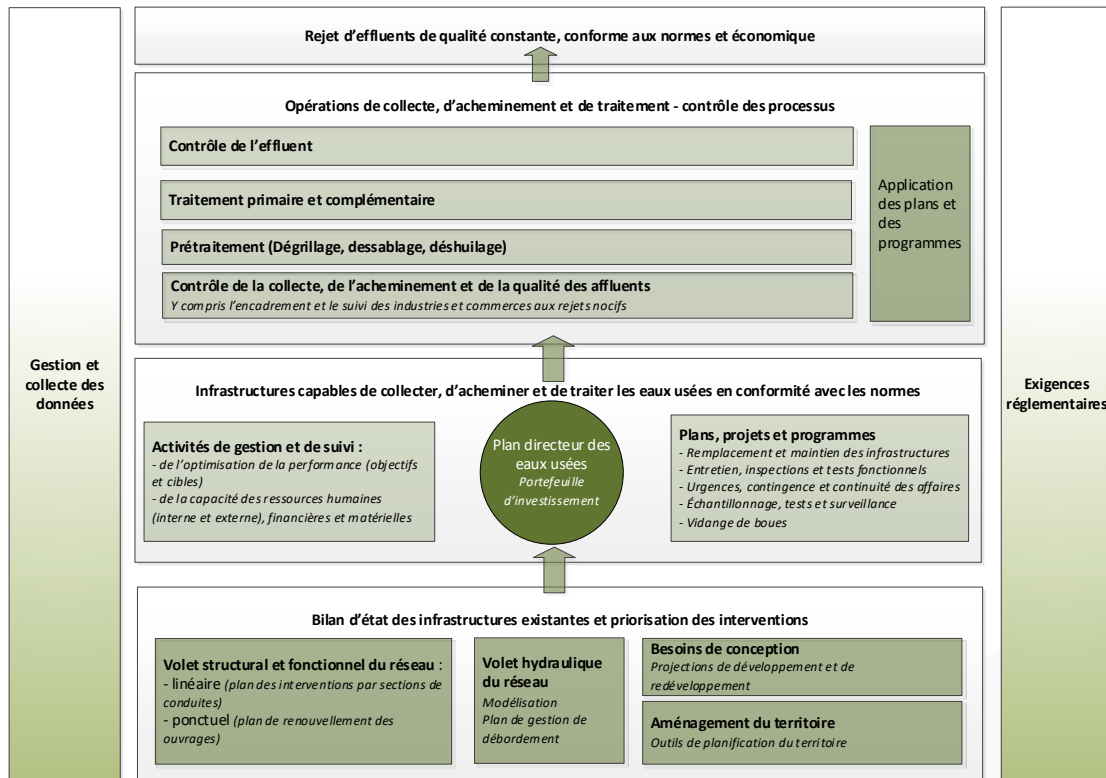 Rejet d'effluents de qualité constante, conforme aux normes et économique
Opérations de collecte, d'acheminement et de traitement - contrôle des processus
Contrôle de l'effluent
Traitement primaire et complémentaire
Prétraitement (Dégrillage, dessablage, déshuilage)
Contrôle de la collecte, de l'acheminement et de la qualité des affluents
Y compris l'encadrement et le suivi des industries et commerces aux rejets nocifs
Application
des plans et
des
programmes
Gestion et
collecte des
données
Exigences
réglementaires
Infrastructures capables de collecter, d'acheminer et de traiter les eaux usées en conformité avec les normes
Activités de gestion et de suivi :
- de l'optimisation de la performance (objectifs
et cibles)
- de la capacité des ressources humaines
(interne et externe), financières et matérielles
Plan directeur des
eaux usées
Portefeuille
d'investissement
Plans, projets et programmes
- Remplacement et maintien des infrastructures
- Entretien, inspections et tests fonctionnels
- Urgences, contingence et continuité des affaires
- Échantillonnage, tests et surveillance
- Vidange de boues
Bilan d'état des infrastructures existantes et priorisation des interventions
Volet structural et fonctionnel du réseau :
- linéaire (plan des interventions par sections de
conduites)
- ponctuel (plan de renouvellement des
ouvrages)
Volet hydraulique
du réseau
Modélisation
Plan de gestion de
débordement
Besoins de conception
Projections de développement et de
redéveloppement
Aménagement du territoire
Outils de planification du territoire